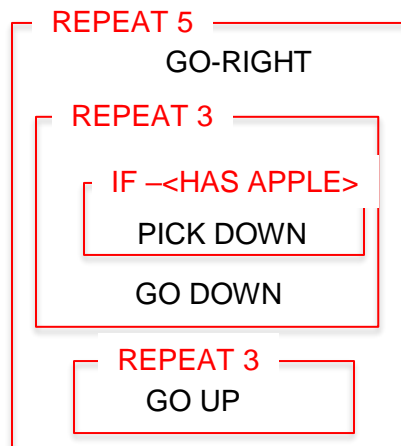 REPEAT 5
GO-RIGHT
REPEAT 3
IF –<HAS APPLE>
PICK DOWN
GO DOWN
REPEAT 3
GO UP